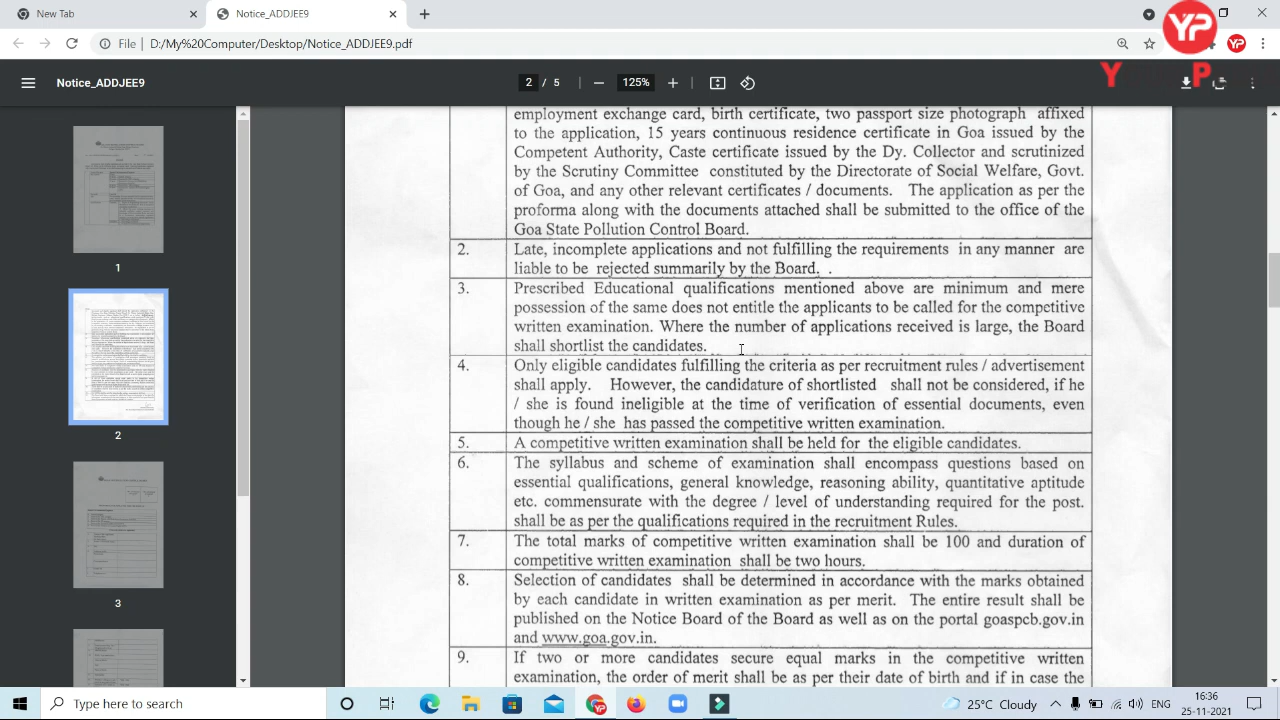 New Tab
Notice_ADDJEE9
YP
File
D:/My%20Computer/Desktop/Notice_ADDJEE9.pdf
YP
Y P
Notice_ADDJEE9
2 / 5
125%
employment exchange card, birth certificate, two passport size photograph affixed
to the application, 15 years continuous residence certificate in Goa issued by the
Competent Authority, Caste certificate issued by the Dy. Collector and scrutinized
by the Scrutiny Committee constituted by the Directorate of Social Welfare, Govt.
of Goa, and any other relevant certificates / documents. The application as per the
proforma along with the documents attached shall be submitted to the office of the
Goa State Pollution Control Board.
2. Late, incomplete applications and not fulfilling the requirements in any manner are
liable to be rejected summarily by the Board. .
3. Prescribed Educational qualifications mentioned above are minimum and mere
possession of the same does not entitle the applicants to be called for the competitive
written examination. Where the number of applications received is large, the Board
shall shortlist the candidates.
4. Only eligible candidates fulfilling the criteria as per recruitment rules / advertisement
shall apply. However, the candidature of shortlisted shall not be considered, if he
/ she is found ineligible at the time of verification of essential documents, even
though he / she has passed the competitive written examination.
5. A competitive written examination shall be held for the eligible candidates.
6. The syllabus and scheme of examination shall encompass questions based on
essential qualifications, general knowledge, reasoning ability, quantitative aptitude
etc. commensurate with the degree / level of understanding required for the post.
shall be as per the qualifications required in the recruitment Rules.
7. The total marks of competitive written examination shall be 100 and duration of
competitive written examination shall be two hours.
8. Selection of candidates shall be determined in accordance with the marks obtained
by each candidate in written examination as per merit. The entire result shall be
published on the Notice Board of the Board as well as on the portal goaspcb.gov.in
and www.goa.gov.in.
9. If two or more candidates secure equal marks in the competitive written
examination, the order of merit shall be as per their date of birth and if in case the
1
2
3
Type here to search
25°C Cloudy
ENG
16:36
25-11-2021